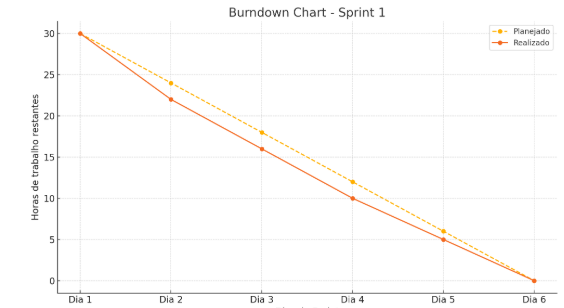 Burndown Chart - Sprint 1
Planejado
Realizado
Horas de trabalho restantes
30
25
20
15
10
5
0
Dia 1 Dia 2 Dia 3 Dia 4 Dia 5 Dia 6